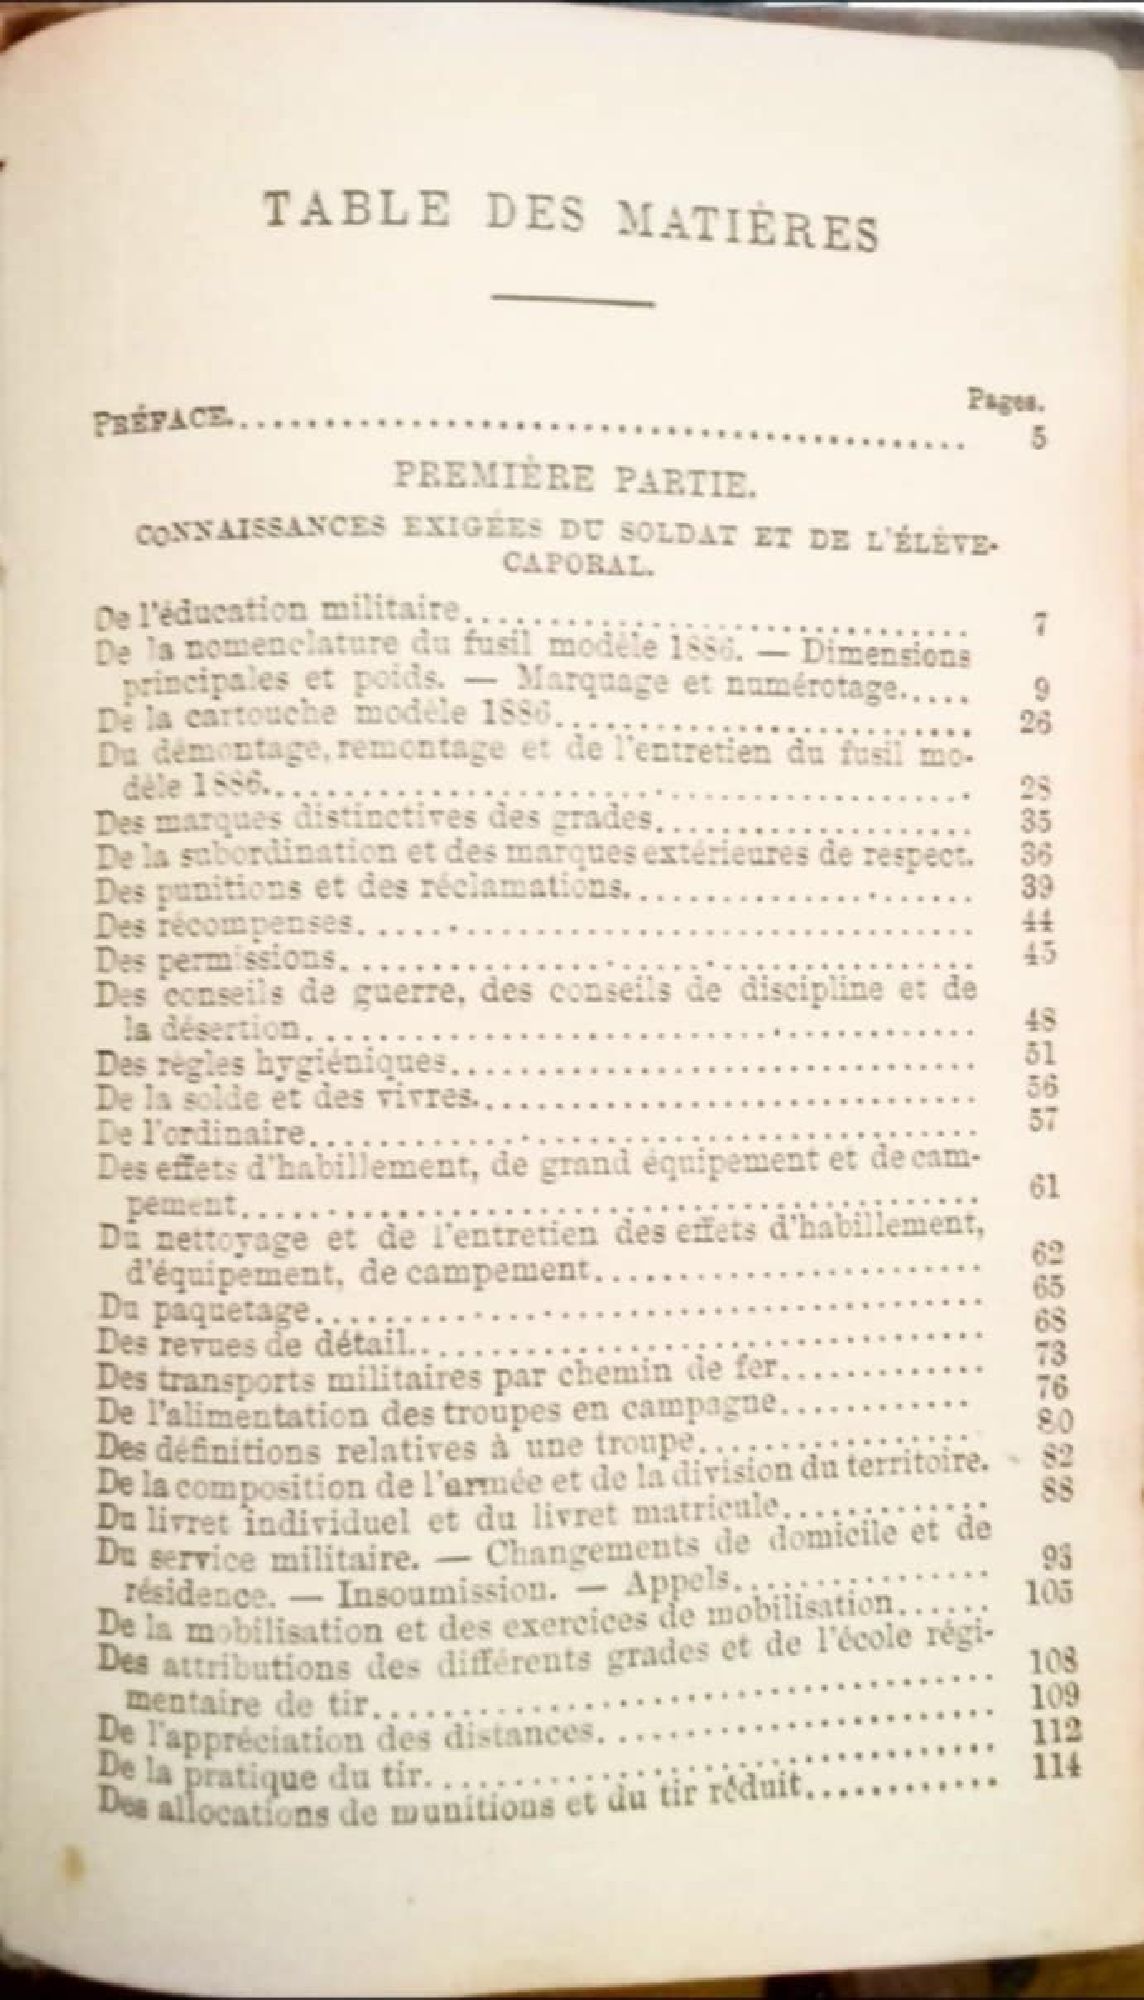 TABLE DES MATIÈRES
Pages.
PRÉFACE........ 5
PREMIÈRE PARTIE.
CONNAISSANCES EXIGÉES DU SOLDAT ET DE L'ÉLÈVE-
CAPORAL.
De l'éducation militaire........ 7
De la nomenclature du fusil modèle 1886. — Dimensions
principales et poids. — Marquage et numérotage..... 9
De la cartouche modèle 1886........ 26
Du démontage, remontage et de l'entretien du fusil mo-
dèle 1886........ 28
Des marques distinctives des grades........ 35
De la subordination et des marques extérieures de respect. 36
Des punitions et des réclamations........ 39
Des récompenses........ 44
Des permissions........ 45
Des conseils de guerre, des conseils de discipline et de
la désertion........ 48
Des règles hygiéniques........ 51
De la solde et des vivres........ 56
De l'ordinaire........ 57
Des effets d'habillement, de grand équipement et de cam-
pement........ 61
Du nettoyage et de l'entretien des effets d'habillement,
d'équipement, de campement........ 62
Du paquetage........ 65
Des revues de détail........ 68
Des transports militaires par chemin de fer........ 73
De l'alimentation des troupes en campagne........ 76
Des définitions relatives à une troupe........ 80
De la composition de l'armée et de la division du territoire. 82
Du livret individuel et du livret matricule........ 88
Du service militaire. — Changements de domicile et de
résidence. — Insoumission. — Appels........ 93
De la mobilisation et des exercices de mobilisation...... 105
Des attributions des différents grades et de l'école régi-
mentaire de tir........ 108
De l'appréciation des distances........ 109
De la pratique du tir........ 112
Des allocations de munitions et du tir réduit........ 114